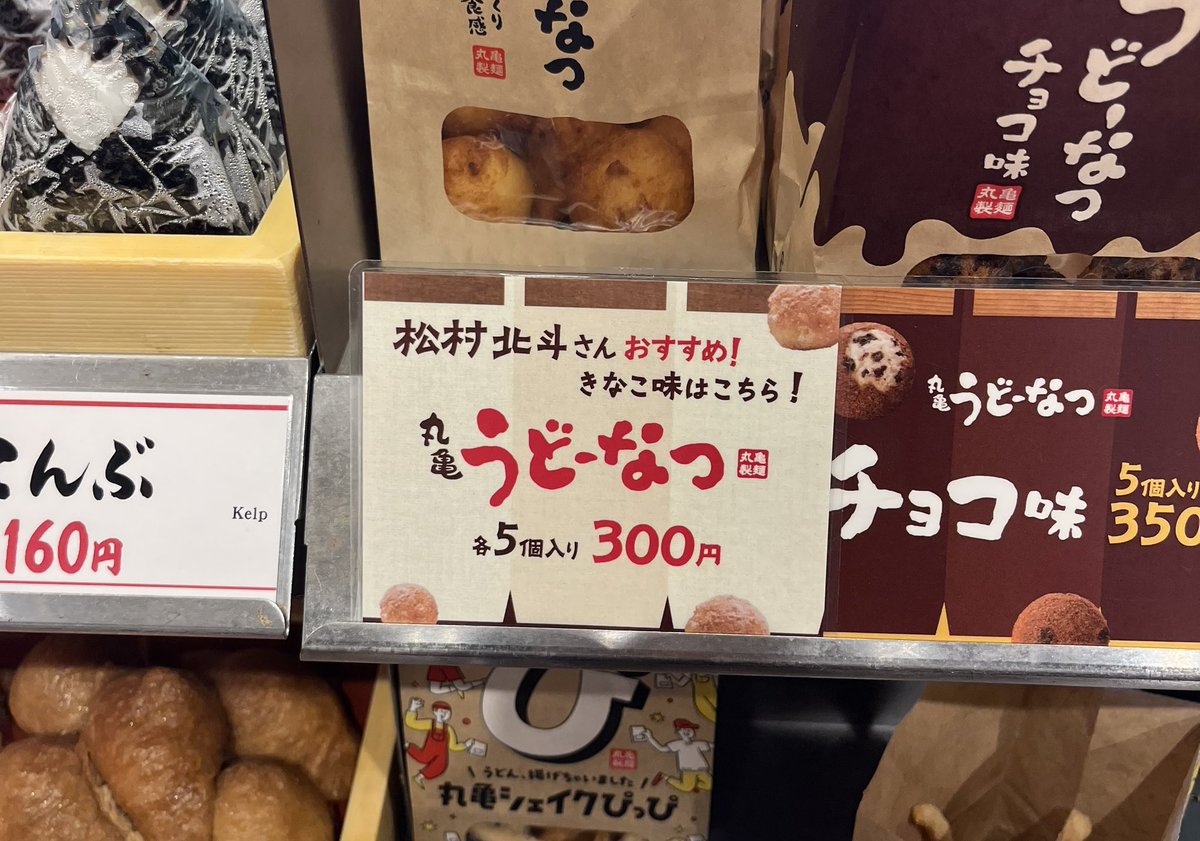 食感
なつ
丸亀製麺
どーなつ
チョコ味
丸亀製麺
松村北斗さんおすすめ!
きなこ味はこちら!
丸亀
うどーなつ
丸亀製麺
各5個入り 300円
丸亀
うどーなつ
丸亀製麺
チョコ味
5個入り
350
んぶ
Kelp
160円
うどん、揚げちゃいました
丸亀シェイクぴっぴ